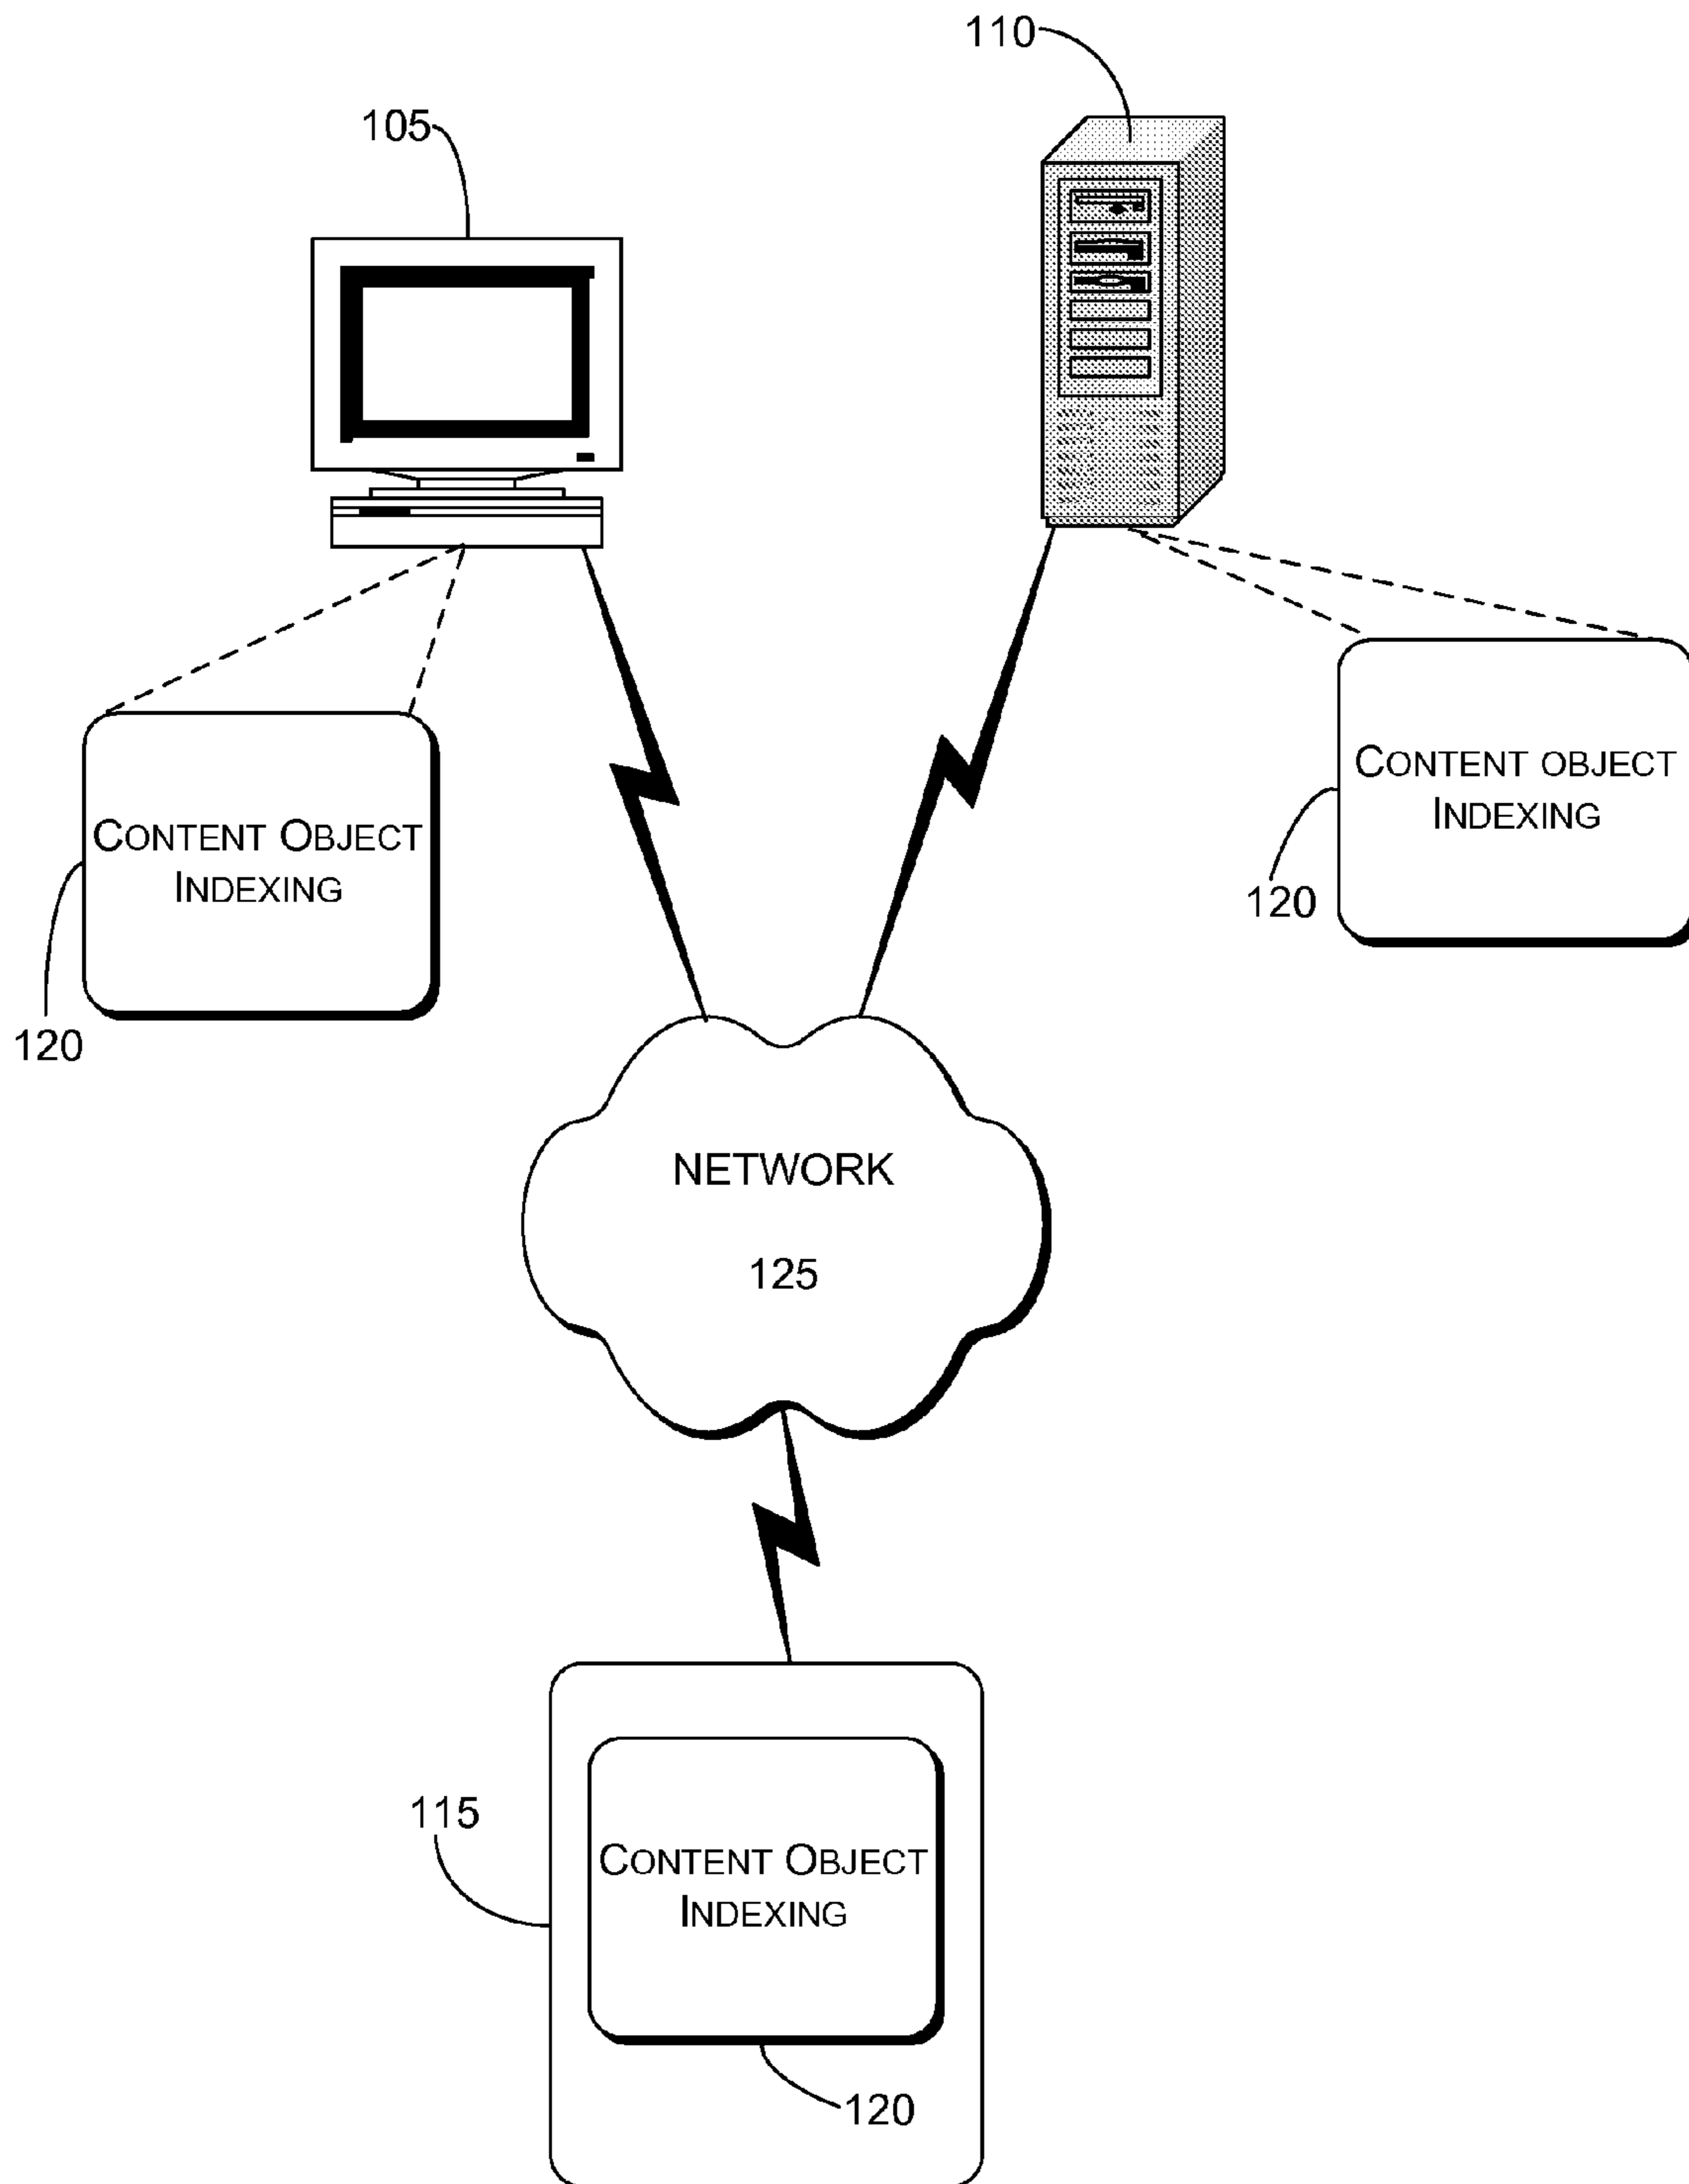 110
105
CONTENT OBJECT
INDEXING
120
CONTENT OBJECT
INDEXING
120
NETWORK
125
115
CONTENT OBJECT
INDEXING
120